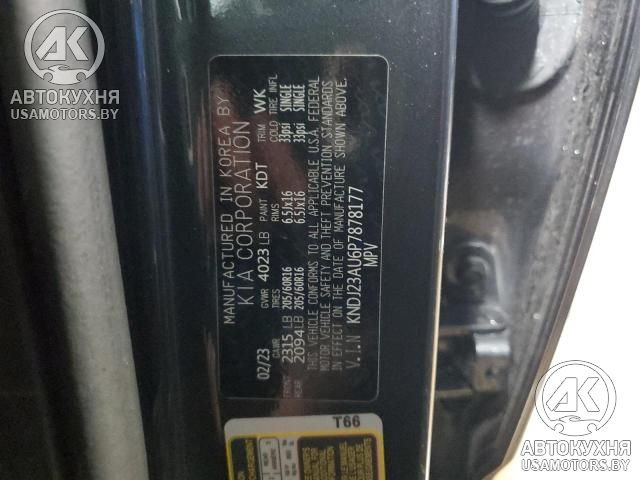 AK
АВТОКУХНЯ
USAMOTORS.BY
MANUFACTURED IN KOREA BY
KIA CORPORATION
02/23 GVWR 4023 LB PAINT KDT TRIM WK
GAWR TIRES RIMS COLD TIRE INFL
FRONT 2315 LB 205/60R16 6.5Jx16 33psi SINGLE
REAR 2094 LB 205/60R16 6.5Jx16 33psi SINGLE
THIS VEHICLE CONFORMS TO ALL APPLICABLE U.S.A. FEDERAL
MOTOR VEHICLE SAFETY AND THEFT PREVENTION STANDARDS
IN EFFECT ON THE DATE OF MANUFACTURE SHOWN ABOVE.
V.I.N KNDJ23AU6P7878177
MPV
T66
AK
АВТОКУХНЯ
USAMOTORS.BY